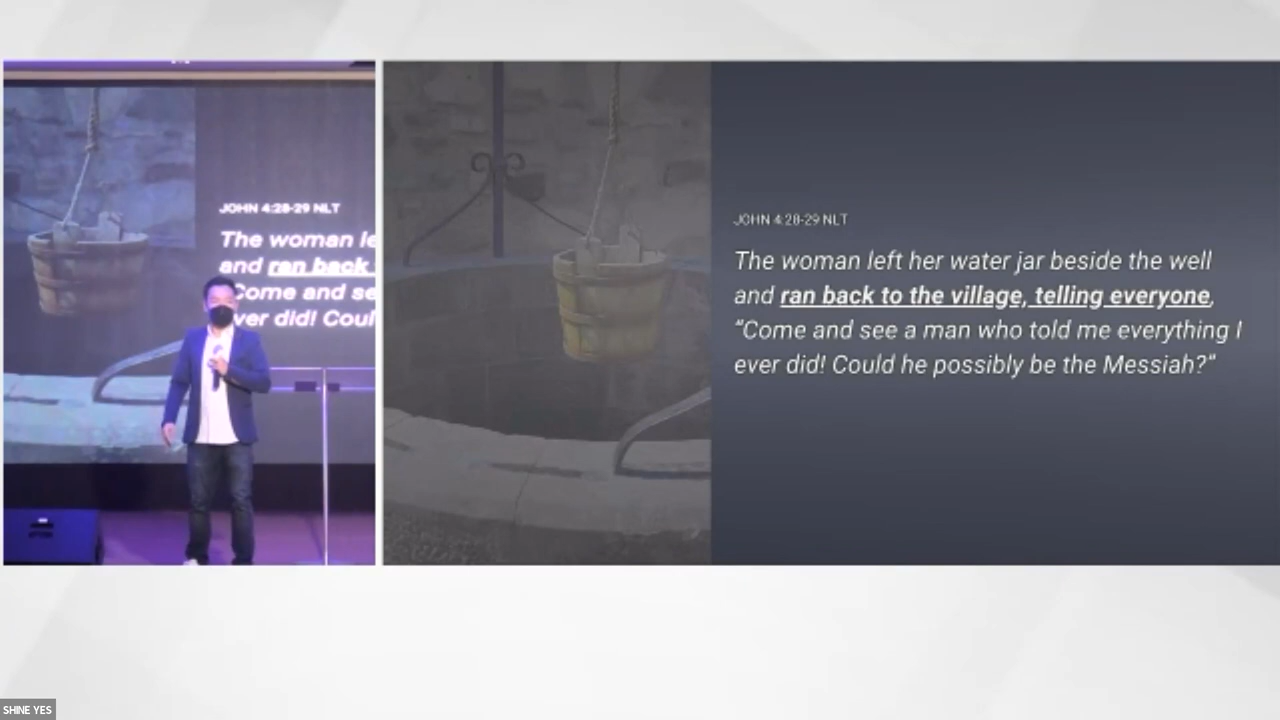 JOHN 4:28-29 NLT
The woman le
and ran back
Come and se
ver did! Coul
JOHN 4:28-29 NLT
The woman left her water jar beside the well
and ran back to the village, telling everyone,
“Come and see a man who told me everything I
ever did! Could he possibly be the Messiah?“
SHINE YES